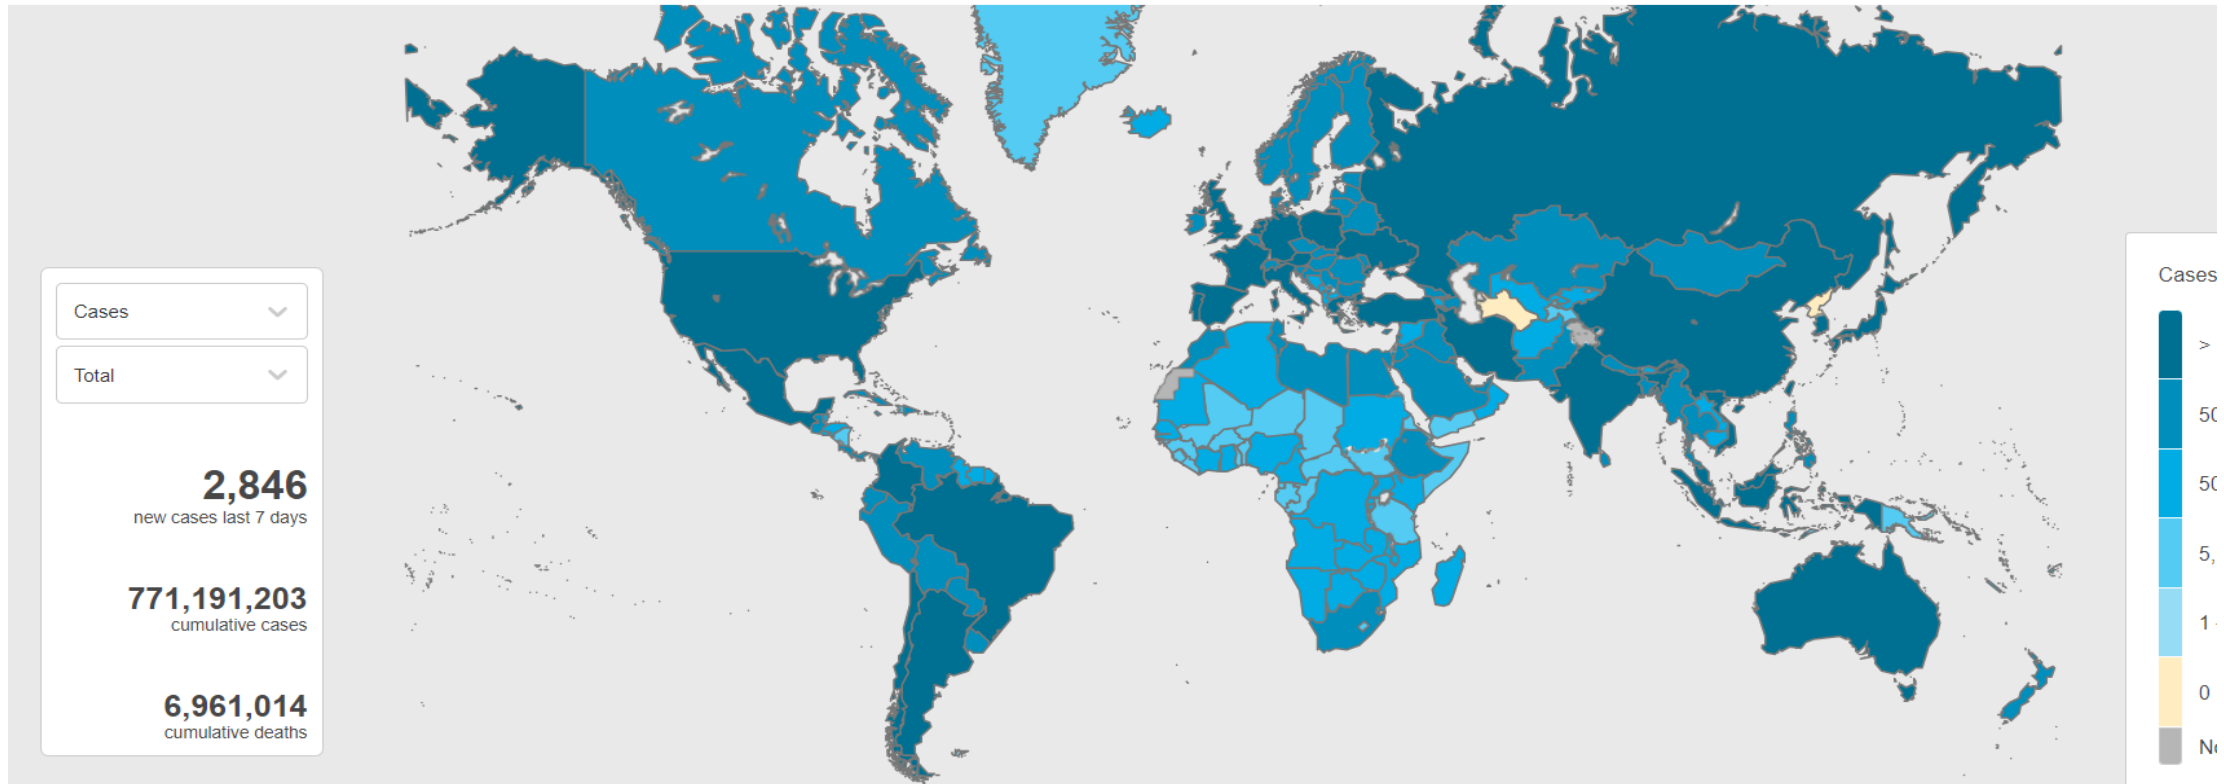 Cases
Total
2,846
new cases last 7 days
771,191,203
cumulative cases
6,961,014
cumulative deaths
Cases
>
50
50
5,
1
0
No